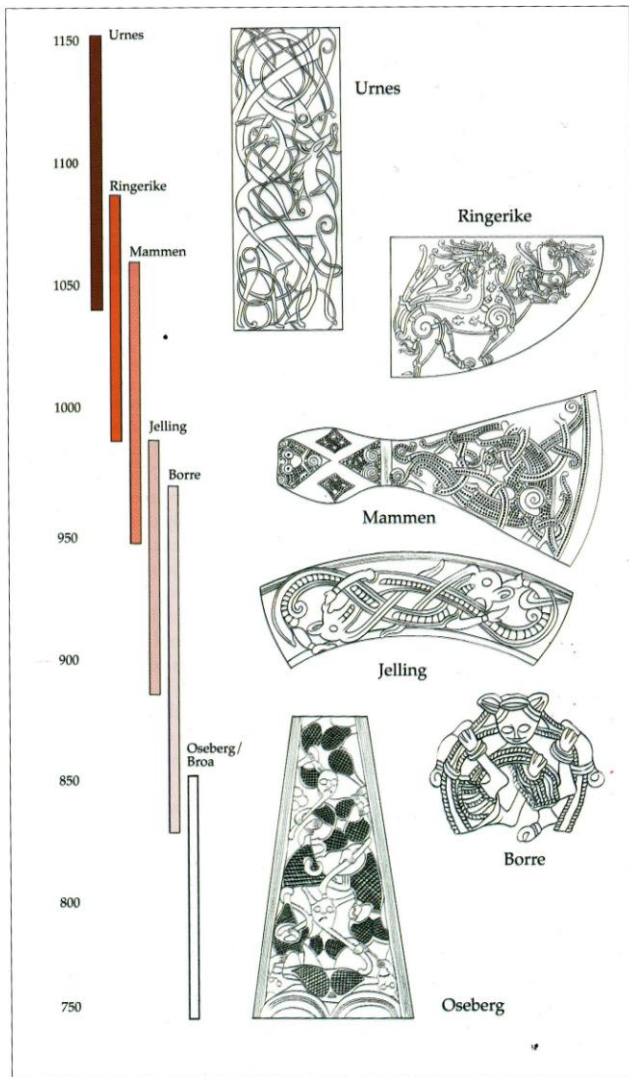 1150
Urnes
Urnes
1100
Ringerike
Ringerike
Mammen
1050
1000
Jelling
Borre
Mammen
950
Jelling
900
Oseberg/
Broa
850
Borre
800
Oseberg
750